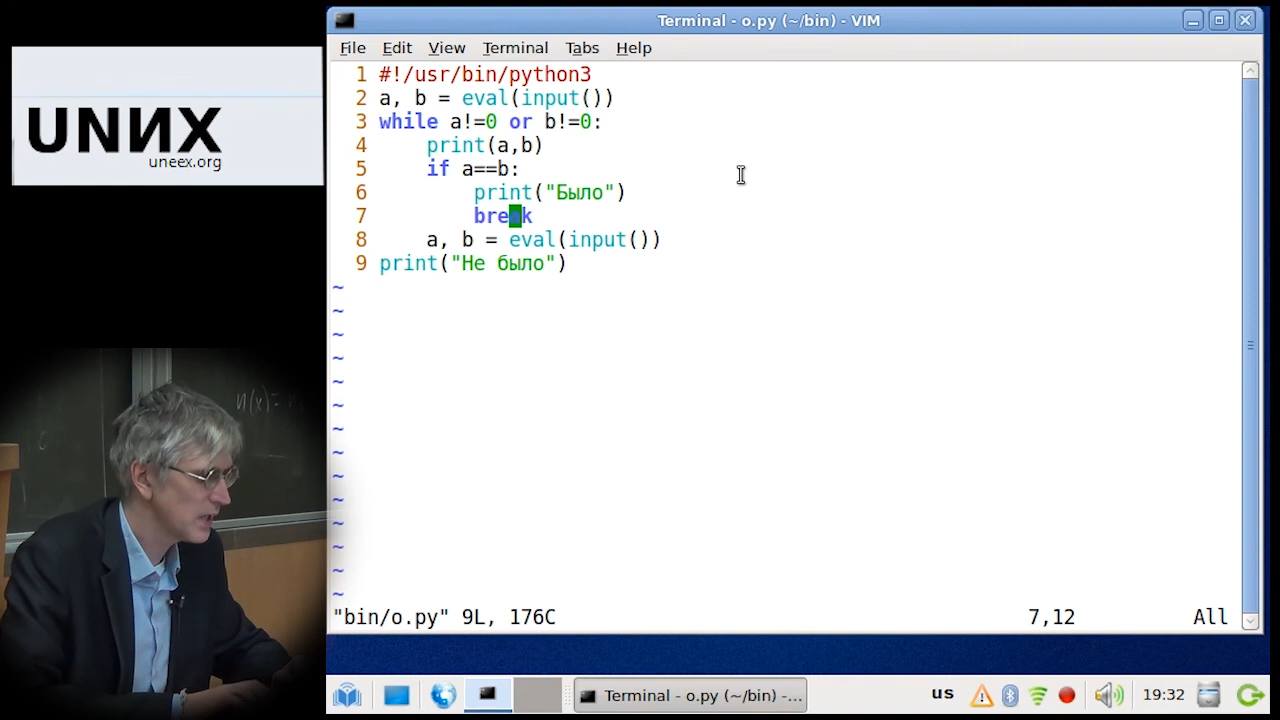 UNИX
uneex.org
Terminal - o.py (~/bin) - VIM
File Edit View Terminal Tabs Help
1 #!/usr/bin/python3
2 a, b = eval(input())
3 while a!=0 or b!=0:
4     print(a,b)
5     if a==b:
6         print("Было")
7         break
8     a, b = eval(input())
9 print("Не было")
~
~
~
~
~
~
~
~
~
~
~
~
~
~
"bin/o.py" 9L, 176C 7,12 All
Terminal - o.py (~/bin) -...
us
19:32